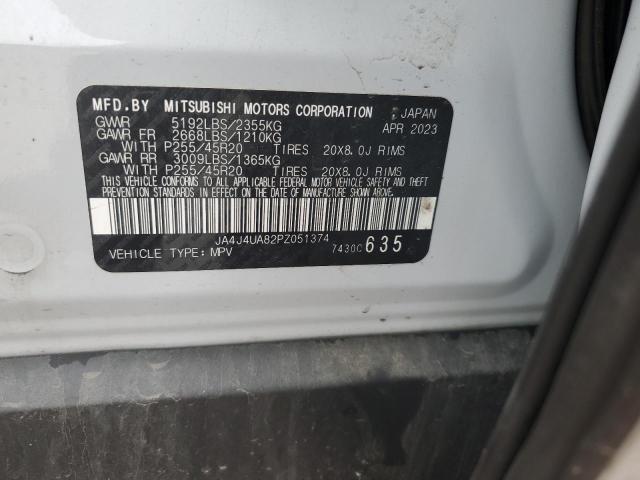 MFD.BY MITSUBISHI MOTORS CORPORATION , JAPAN
GVWR 5192LBS/2355KG APR 2023
GAWR FR 2668LBS/1210KG
WITH P255/45R20 TIRES 20X8.0J RIMS
GAWR RR 3009LBS/1365KG
WITH P255/45R20 TIRES 20X8.0J RIMS
THIS VEHICLE CONFORMS TO ALL APPLICABLE FEDERAL MOTOR VEHICLE SAFETY AND THEFT
PREVENTION STANDARDS IN EFFECT ON THE DATE OF MANUFACTURE SHOWN ABOVE.
JA4J4UA82PZ051374
VEHICLE TYPE: MPV 7430C 635